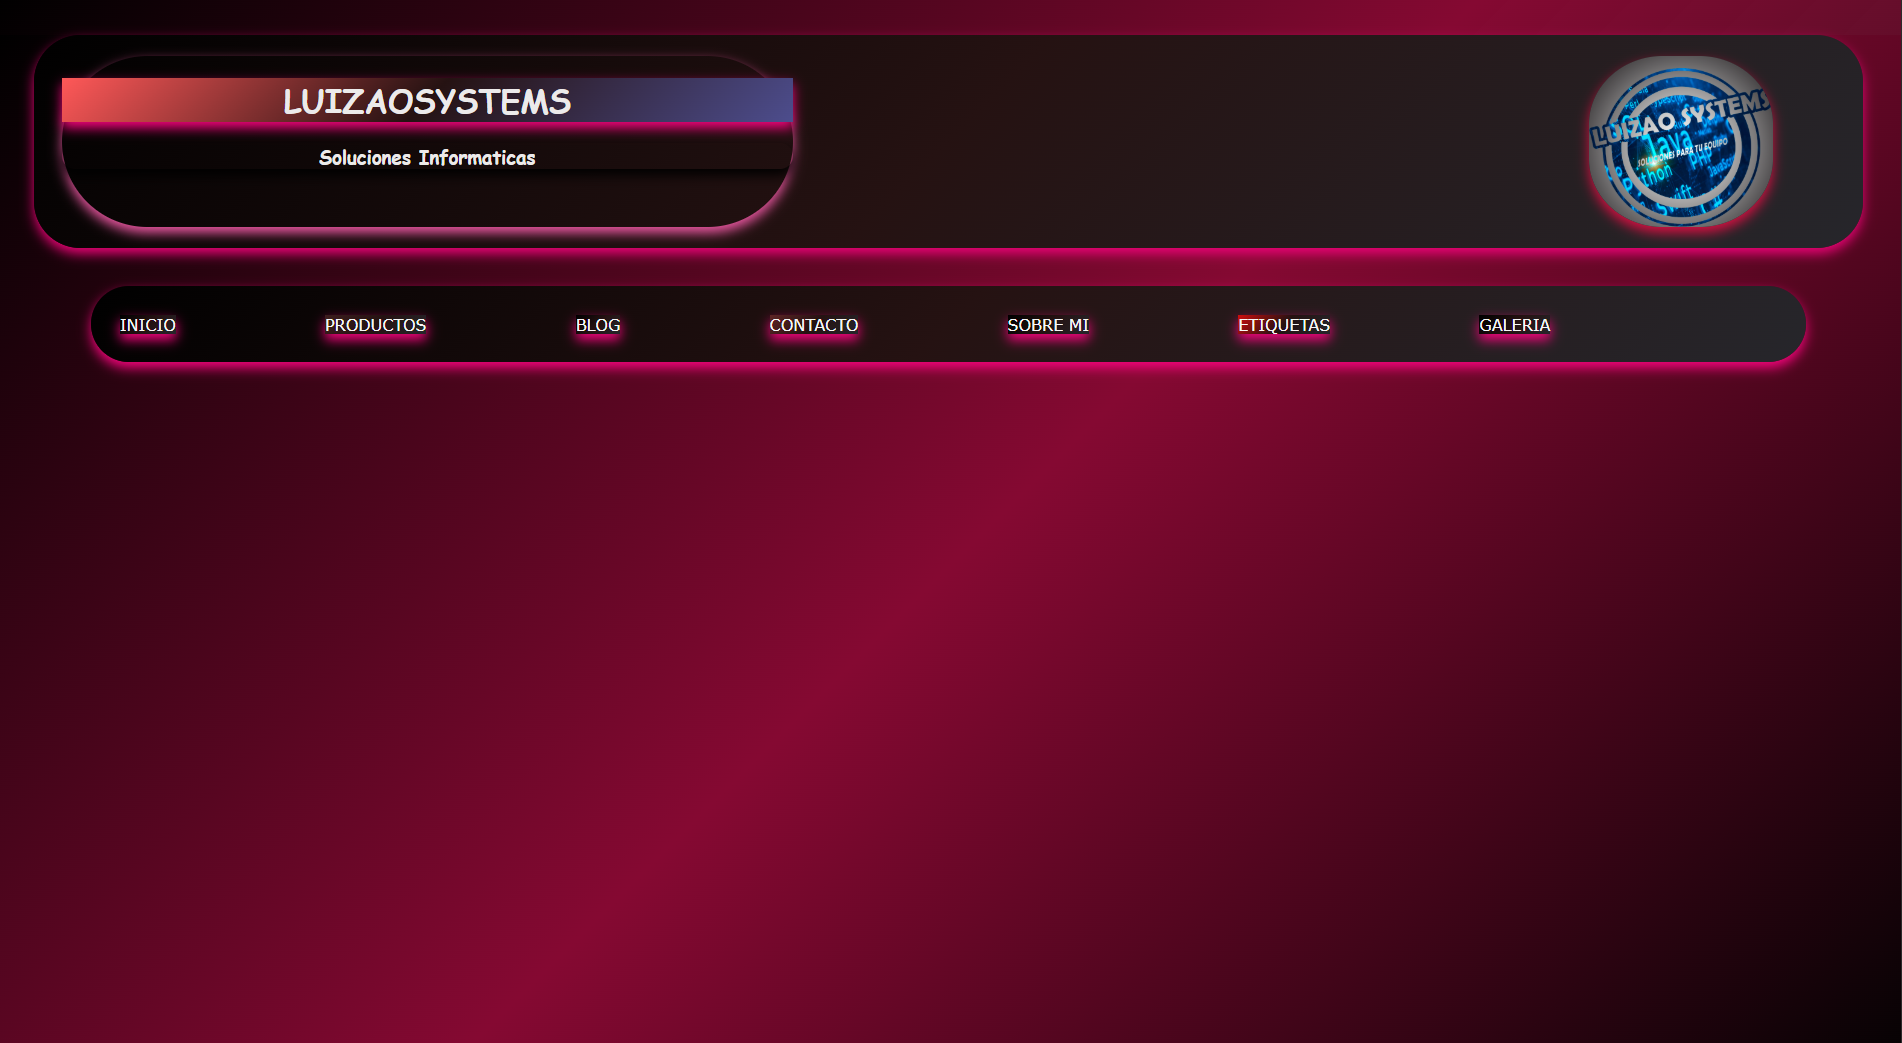 LUIZAOSYSTEMS
Soluciones Informaticas
LUIZAO SYSTEMS
Java
SOLUCIONES PARA TU EQUIPO
PHP
Python
JavaScr
Swift
C#
INICIO
PRODUCTOS
BLOG
CONTACTO
SOBRE MI
ETIQUETAS
GALERIA